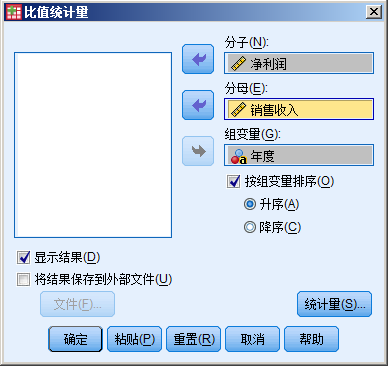 比值统计量
分子(N):
净利润
分母(E):
销售收入
组变量(G):
年度
按组变量排序(O)
升序(A)
降序(C)
显示结果(D)
将结果保存到外部文件(U)
文件(F)...
统计量(S)...
确定
粘贴(P)
重置(R)
取消
帮助